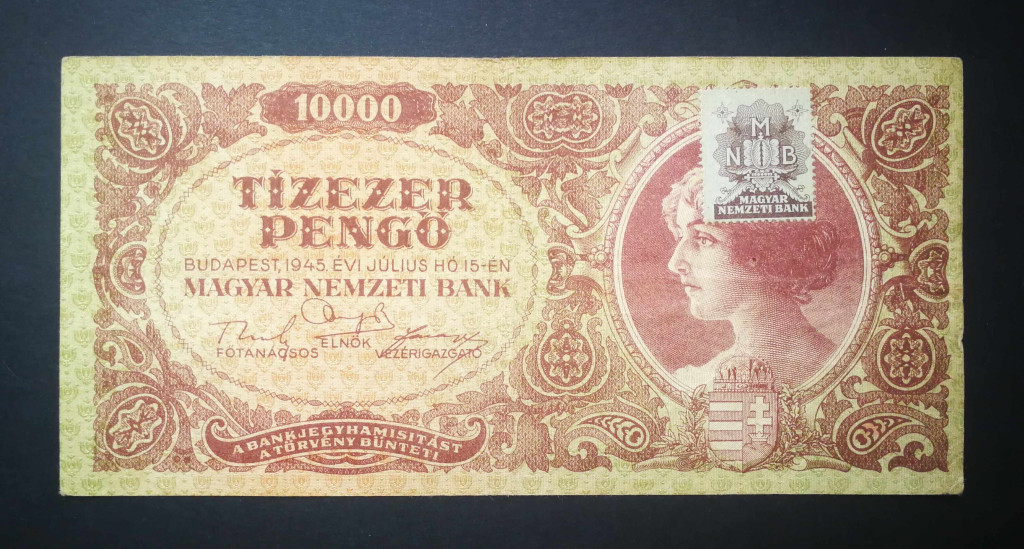 10000
TÍZEZER
PENGŐ
BUDAPEST, 1945. ÉVI JÚLIUS HÓ 15-ÉN
MAGYAR NEMZETI BANK
ELNÖK
FŐTANÁCSOS
VEZÉRIGAZGATÓ
A BANKJEGYHAMISITÁST
A TÖRVÉNY BÜNTETI
M
N B
MAGYAR
NEMZETI BANK